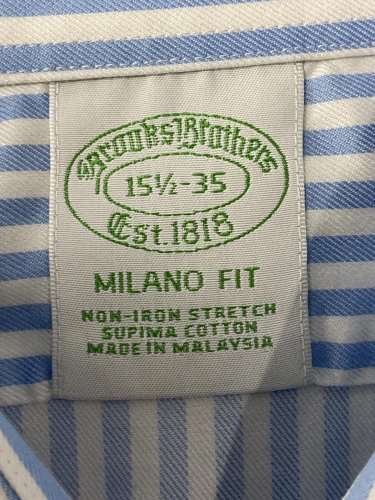 Brooks Brothers
15½-35
Est. 1818
MILANO FIT
NON-IRON STRETCH
SUPIMA COTTON
MADE IN MALAYSIA